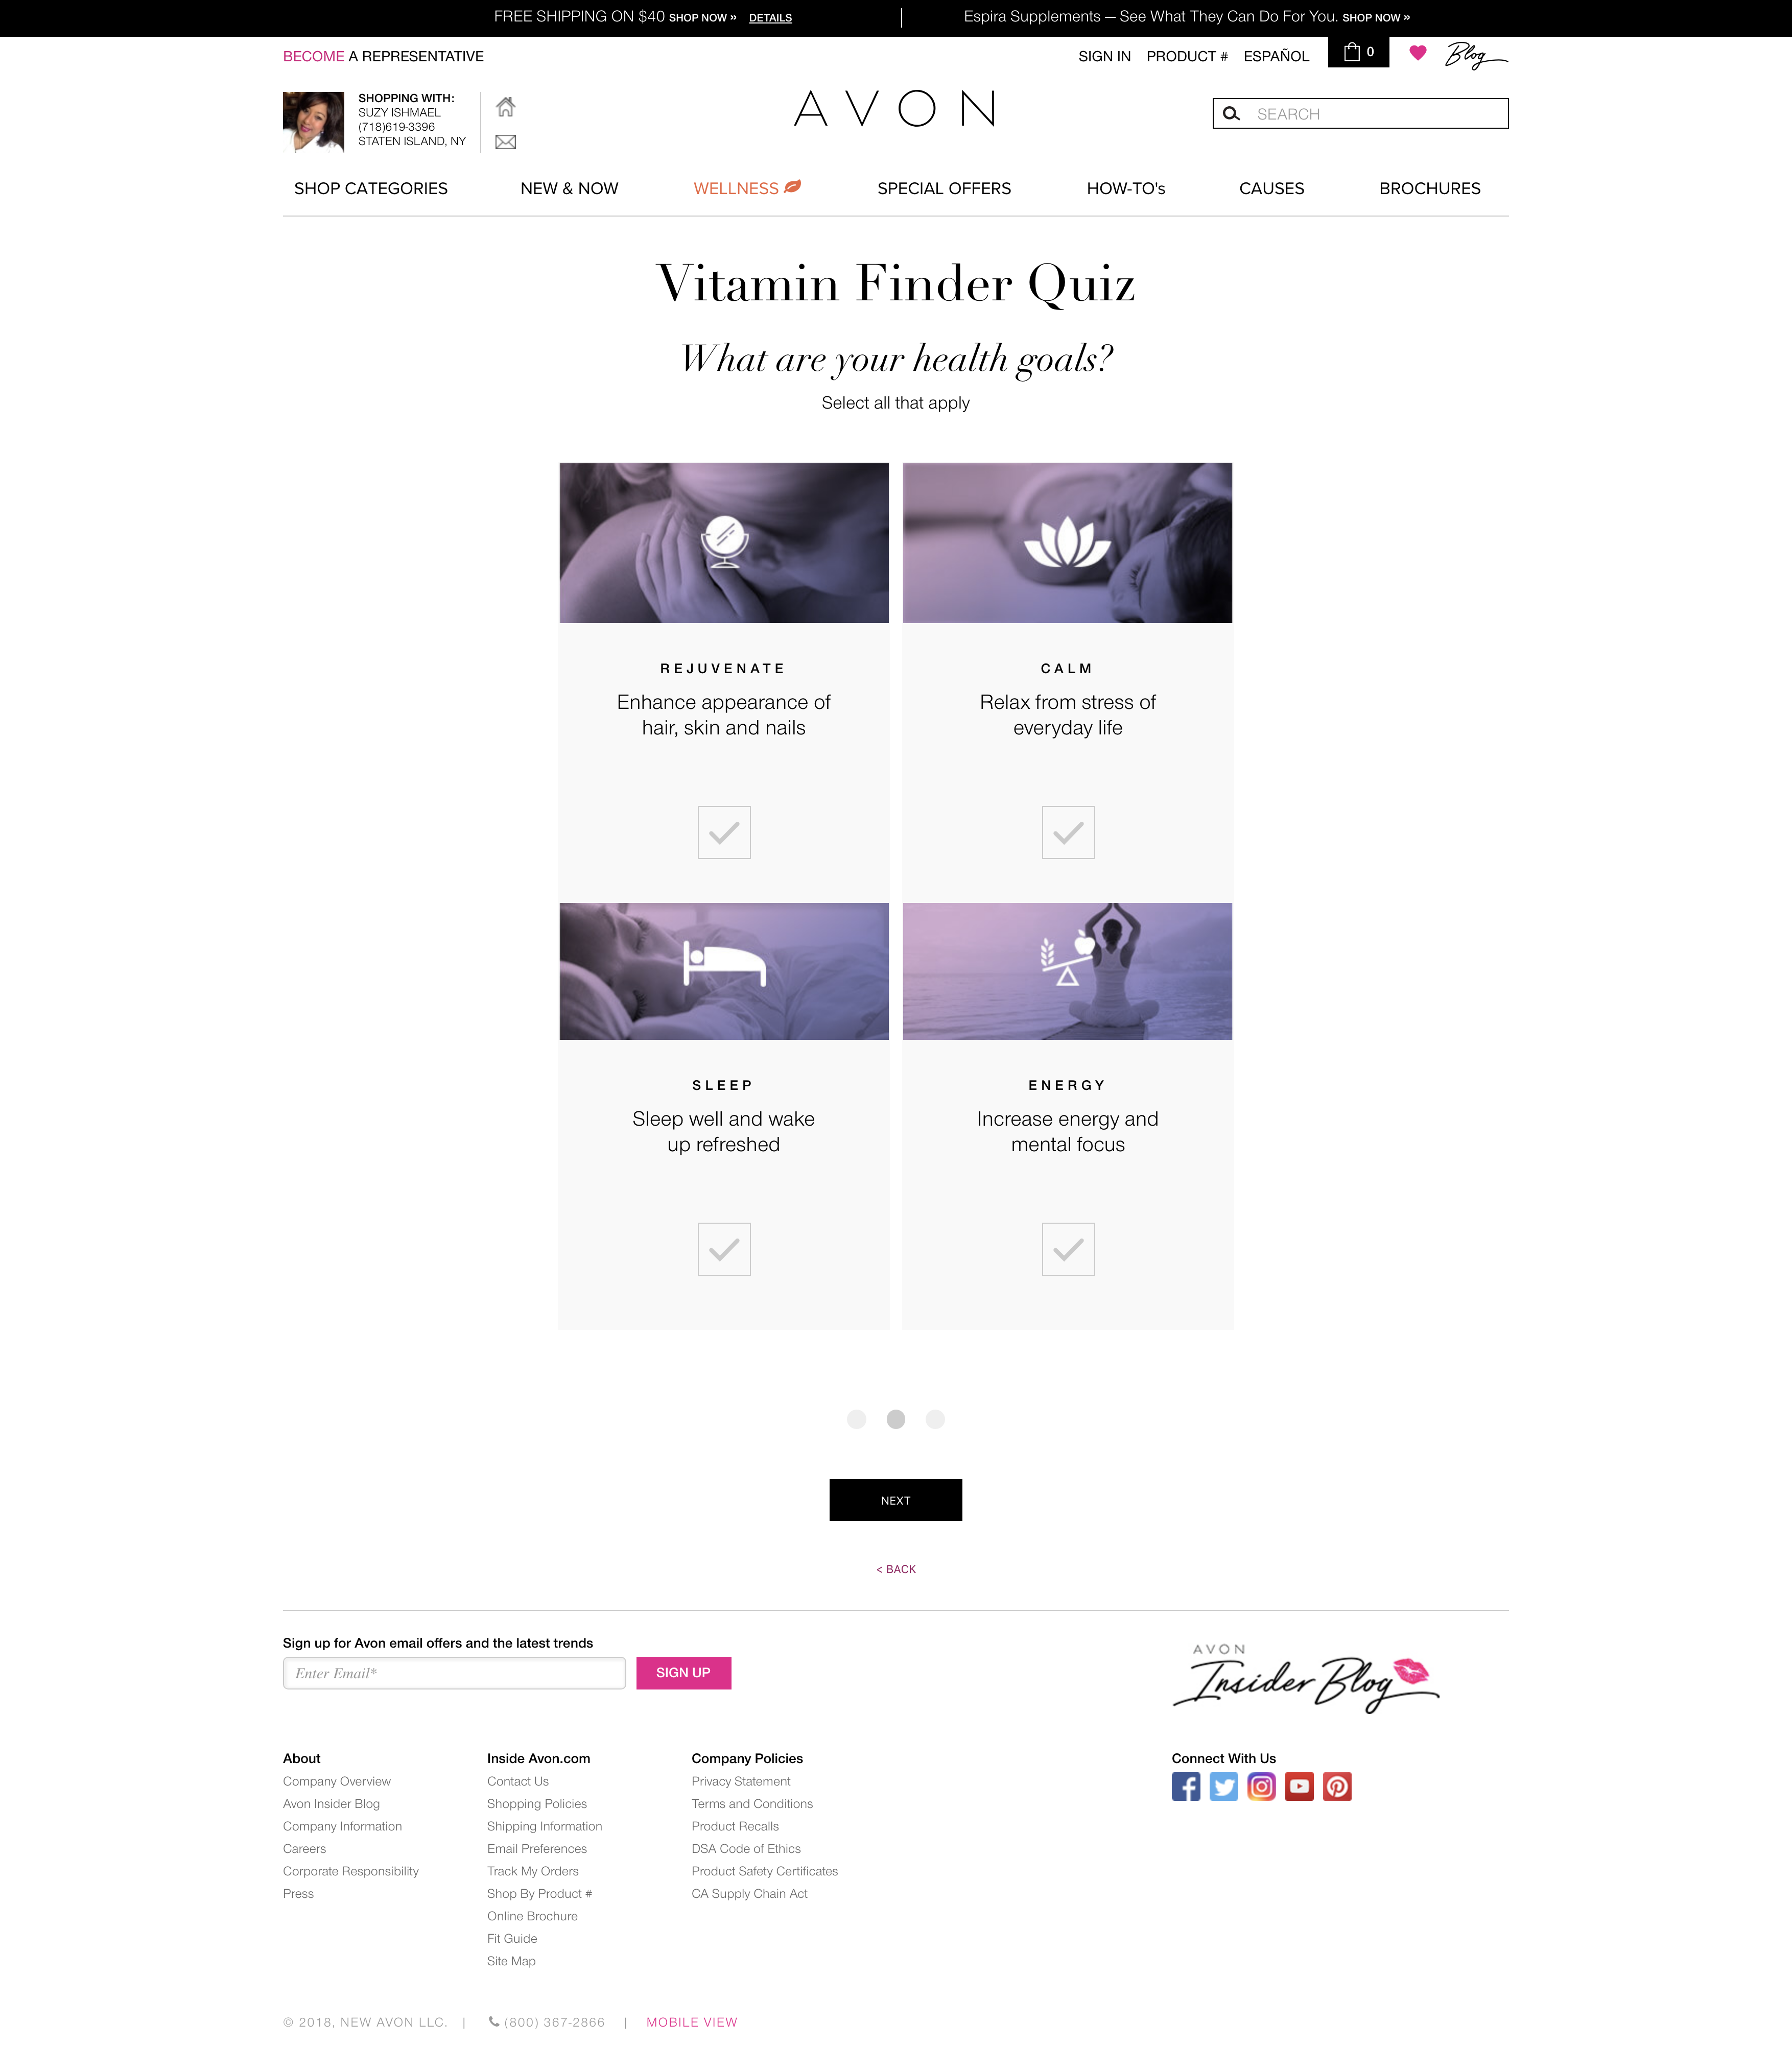 FREE SHIPPING ON $40 SHOP NOW » DETAILS
Espira Supplements — See What They Can Do For You. SHOP NOW »
BECOME A REPRESENTATIVE
SIGN IN PRODUCT # ESPAÑOL 0 Blog
SHOPPING WITH:
SUZY ISHMAEL
(718)619-3396
STATEN ISLAND, NY
AVON
SEARCH
SHOP CATEGORIES NEW & NOW WELLNESS SPECIAL OFFERS HOW-TO's CAUSES BROCHURES
Vitamin Finder Quiz
What are your health goals?
Select all that apply
REJUVENATE
Enhance appearance of
hair, skin and nails
CALM
Relax from stress of
everyday life
SLEEP
Sleep well and wake
up refreshed
ENERGY
Increase energy and
mental focus
NEXT
< BACK
Sign up for Avon email offers and the latest trends
Enter Email*
SIGN UP
AVON
Insider Blog
About
Company Overview
Avon Insider Blog
Company Information
Careers
Corporate Responsibility
Press
Inside Avon.com
Contact Us
Shopping Policies
Shipping Information
Email Preferences
Track My Orders
Shop By Product #
Online Brochure
Fit Guide
Site Map
Company Policies
Privacy Statement
Terms and Conditions
Product Recalls
DSA Code of Ethics
Product Safety Certificates
CA Supply Chain Act
Connect With Us
© 2018, NEW AVON LLC. | (800) 367-2866 | MOBILE VIEW